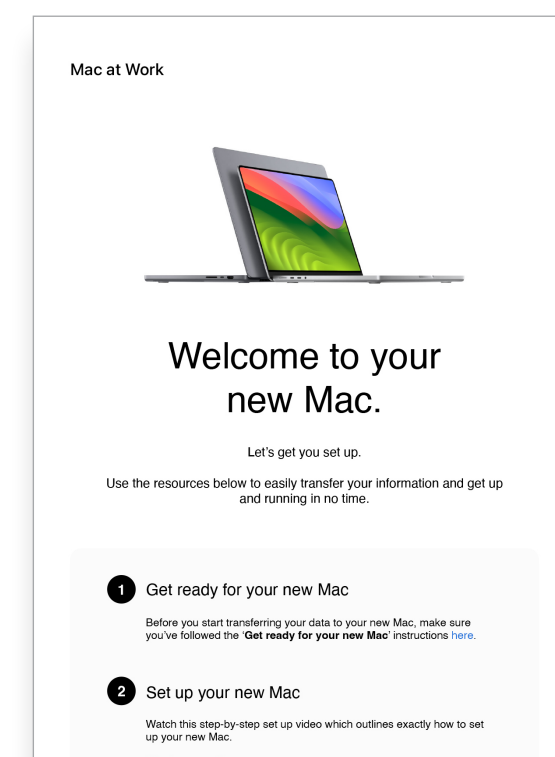 Mac at Work
Welcome to your
new Mac.
Let’s get you set up.
Use the resources below to easily transfer your information and get up
and running in no time.
1 Get ready for your new Mac
Before you start transferring your data to your new Mac, make sure
you’ve followed the ‘Get ready for your new Mac’ instructions here.
2 Set up your new Mac
Watch this step-by-step set up video which outlines exactly how to set
up your new Mac.